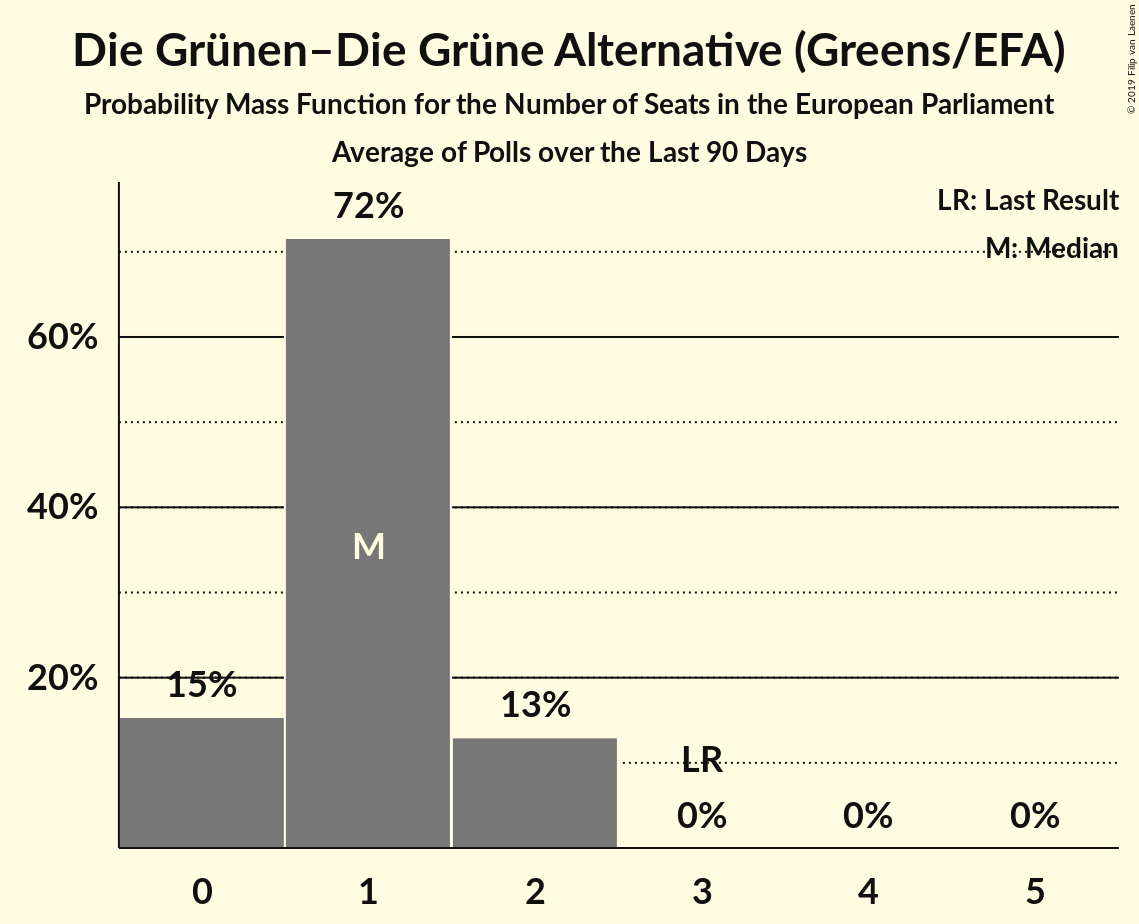 Die Grünen–Die Grüne Alternative (Greens/EFA)
Probability Mass Function for the Number of Seats in the European Parliament
Average of Polls over the Last 90 Days
© 2019 Filip van Laenen
LR: Last Result
M: Median
72%
60%
40%
M
20%
15%
13%
LR
0%
0%
0%
0
1
2
3
4
5